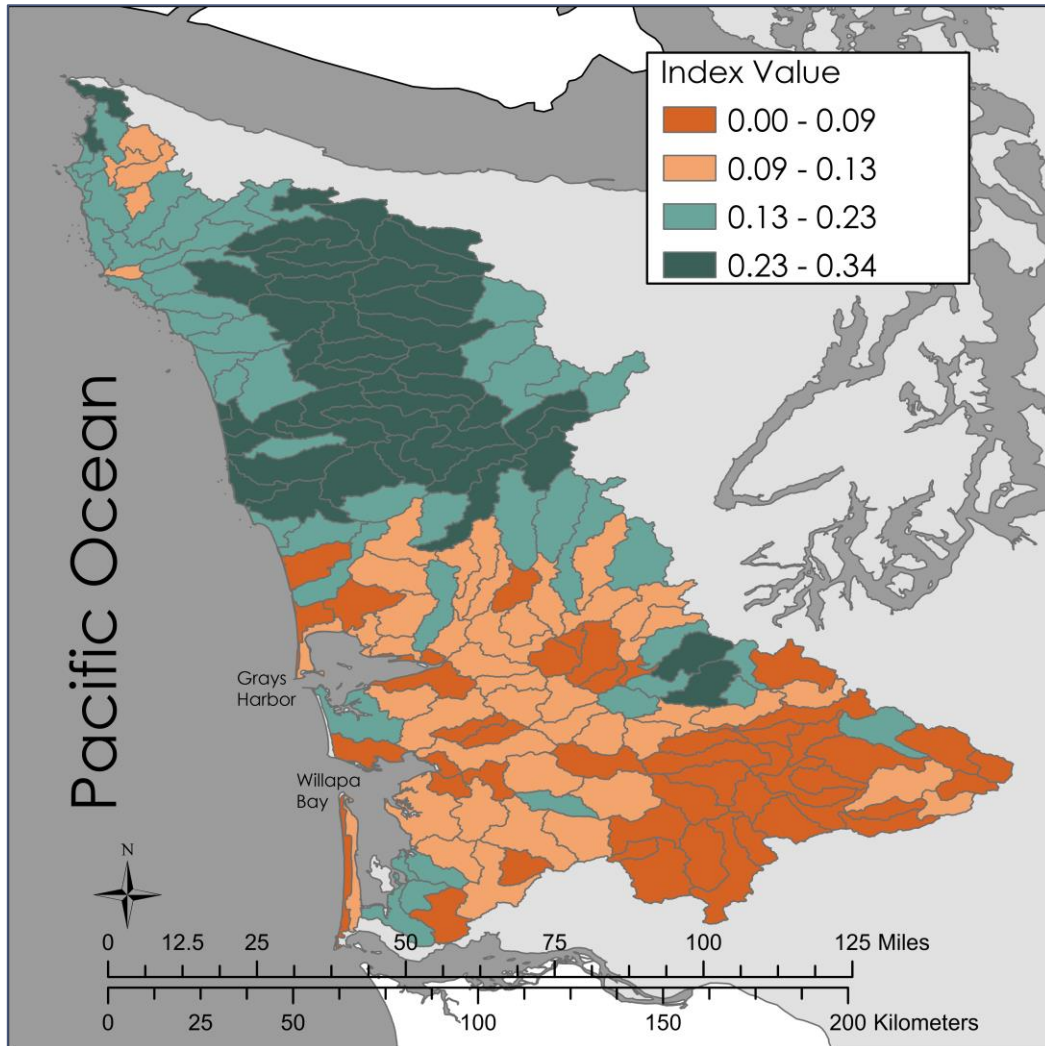 Index Value
0.00 - 0.09
0.09 - 0.13
0.13 - 0.23
0.23 - 0.34
Pacific Ocean
Grays
Harbor
Willapa
Bay
N
0 12.5 25 50 75 100 125 Miles
0 25 50 100 150 200 Kilometers